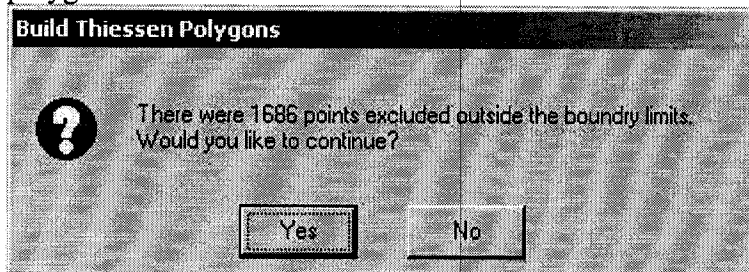 polyg
Build Thiessen Polygons
There were 1686 points excluded outside the boundry limits.
Would you like to continue?
Yes
No